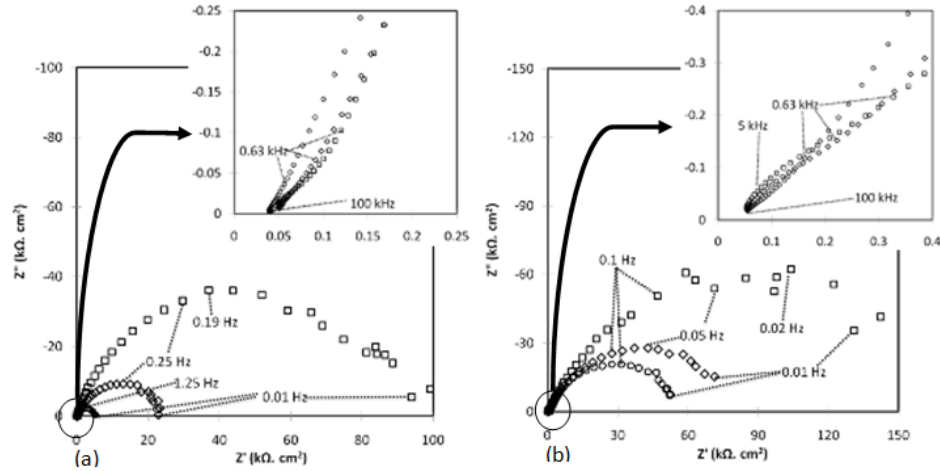 -100
-80
-60
-40
-20
0
Z" (kΩ. cm²)
-0.25
-0.2
-0.15
-0.1
-0.05
0
0.63 kHz
100 kHz
0
0.05
0.1
0.15
0.2
0.25
0.19 Hz
0.25 Hz
1.25 Hz
0.01 Hz
0
20
40
60
80
100
(a)
Z' (kΩ. cm²)
-150
-120
-90
-60
-30
0
Z" (kΩ. cm²)
-0.4
-0.3
-0.2
-0.1
0
0.63 kHz
5 kHz
100 kHz
0
0.1
0.2
0.3
0.4
0.1 Hz
0.05 Hz
0.02 Hz
0.01 Hz
0
30
60
90
120
150
(b)
Z' (kΩ. cm²)